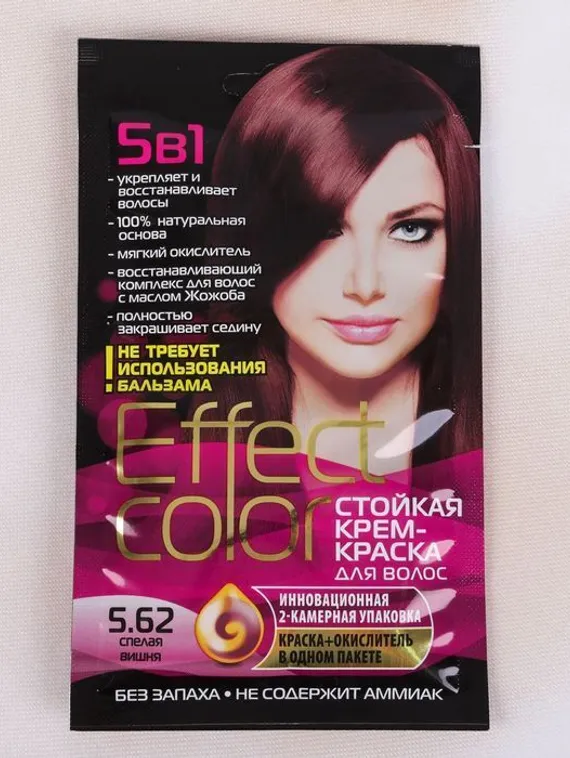 5в1
- укрепляет и
восстанавливает
волосы
- 100% натуральная
основа
- мягкий окислитель
- восстанавливающий
комплекс для волос
с маслом Жожоба
- полностью
закрашивает седину
! НЕ ТРЕБУЕТ
ИСПОЛЬЗОВАНИЯ
БАЛЬЗАМА
Effect
color
СТОЙКАЯ
КРЕМ-
КРАСКА
ДЛЯ ВОЛОС
ИННОВАЦИОННАЯ
2-КАМЕРНАЯ УПАКОВКА
КРАСКА+ОКИСЛИТЕЛЬ
В ОДНОМ ПАКЕТЕ
5.62
спелая
вишня
БЕЗ ЗАПАХА • НЕ СОДЕРЖИТ АММИАК